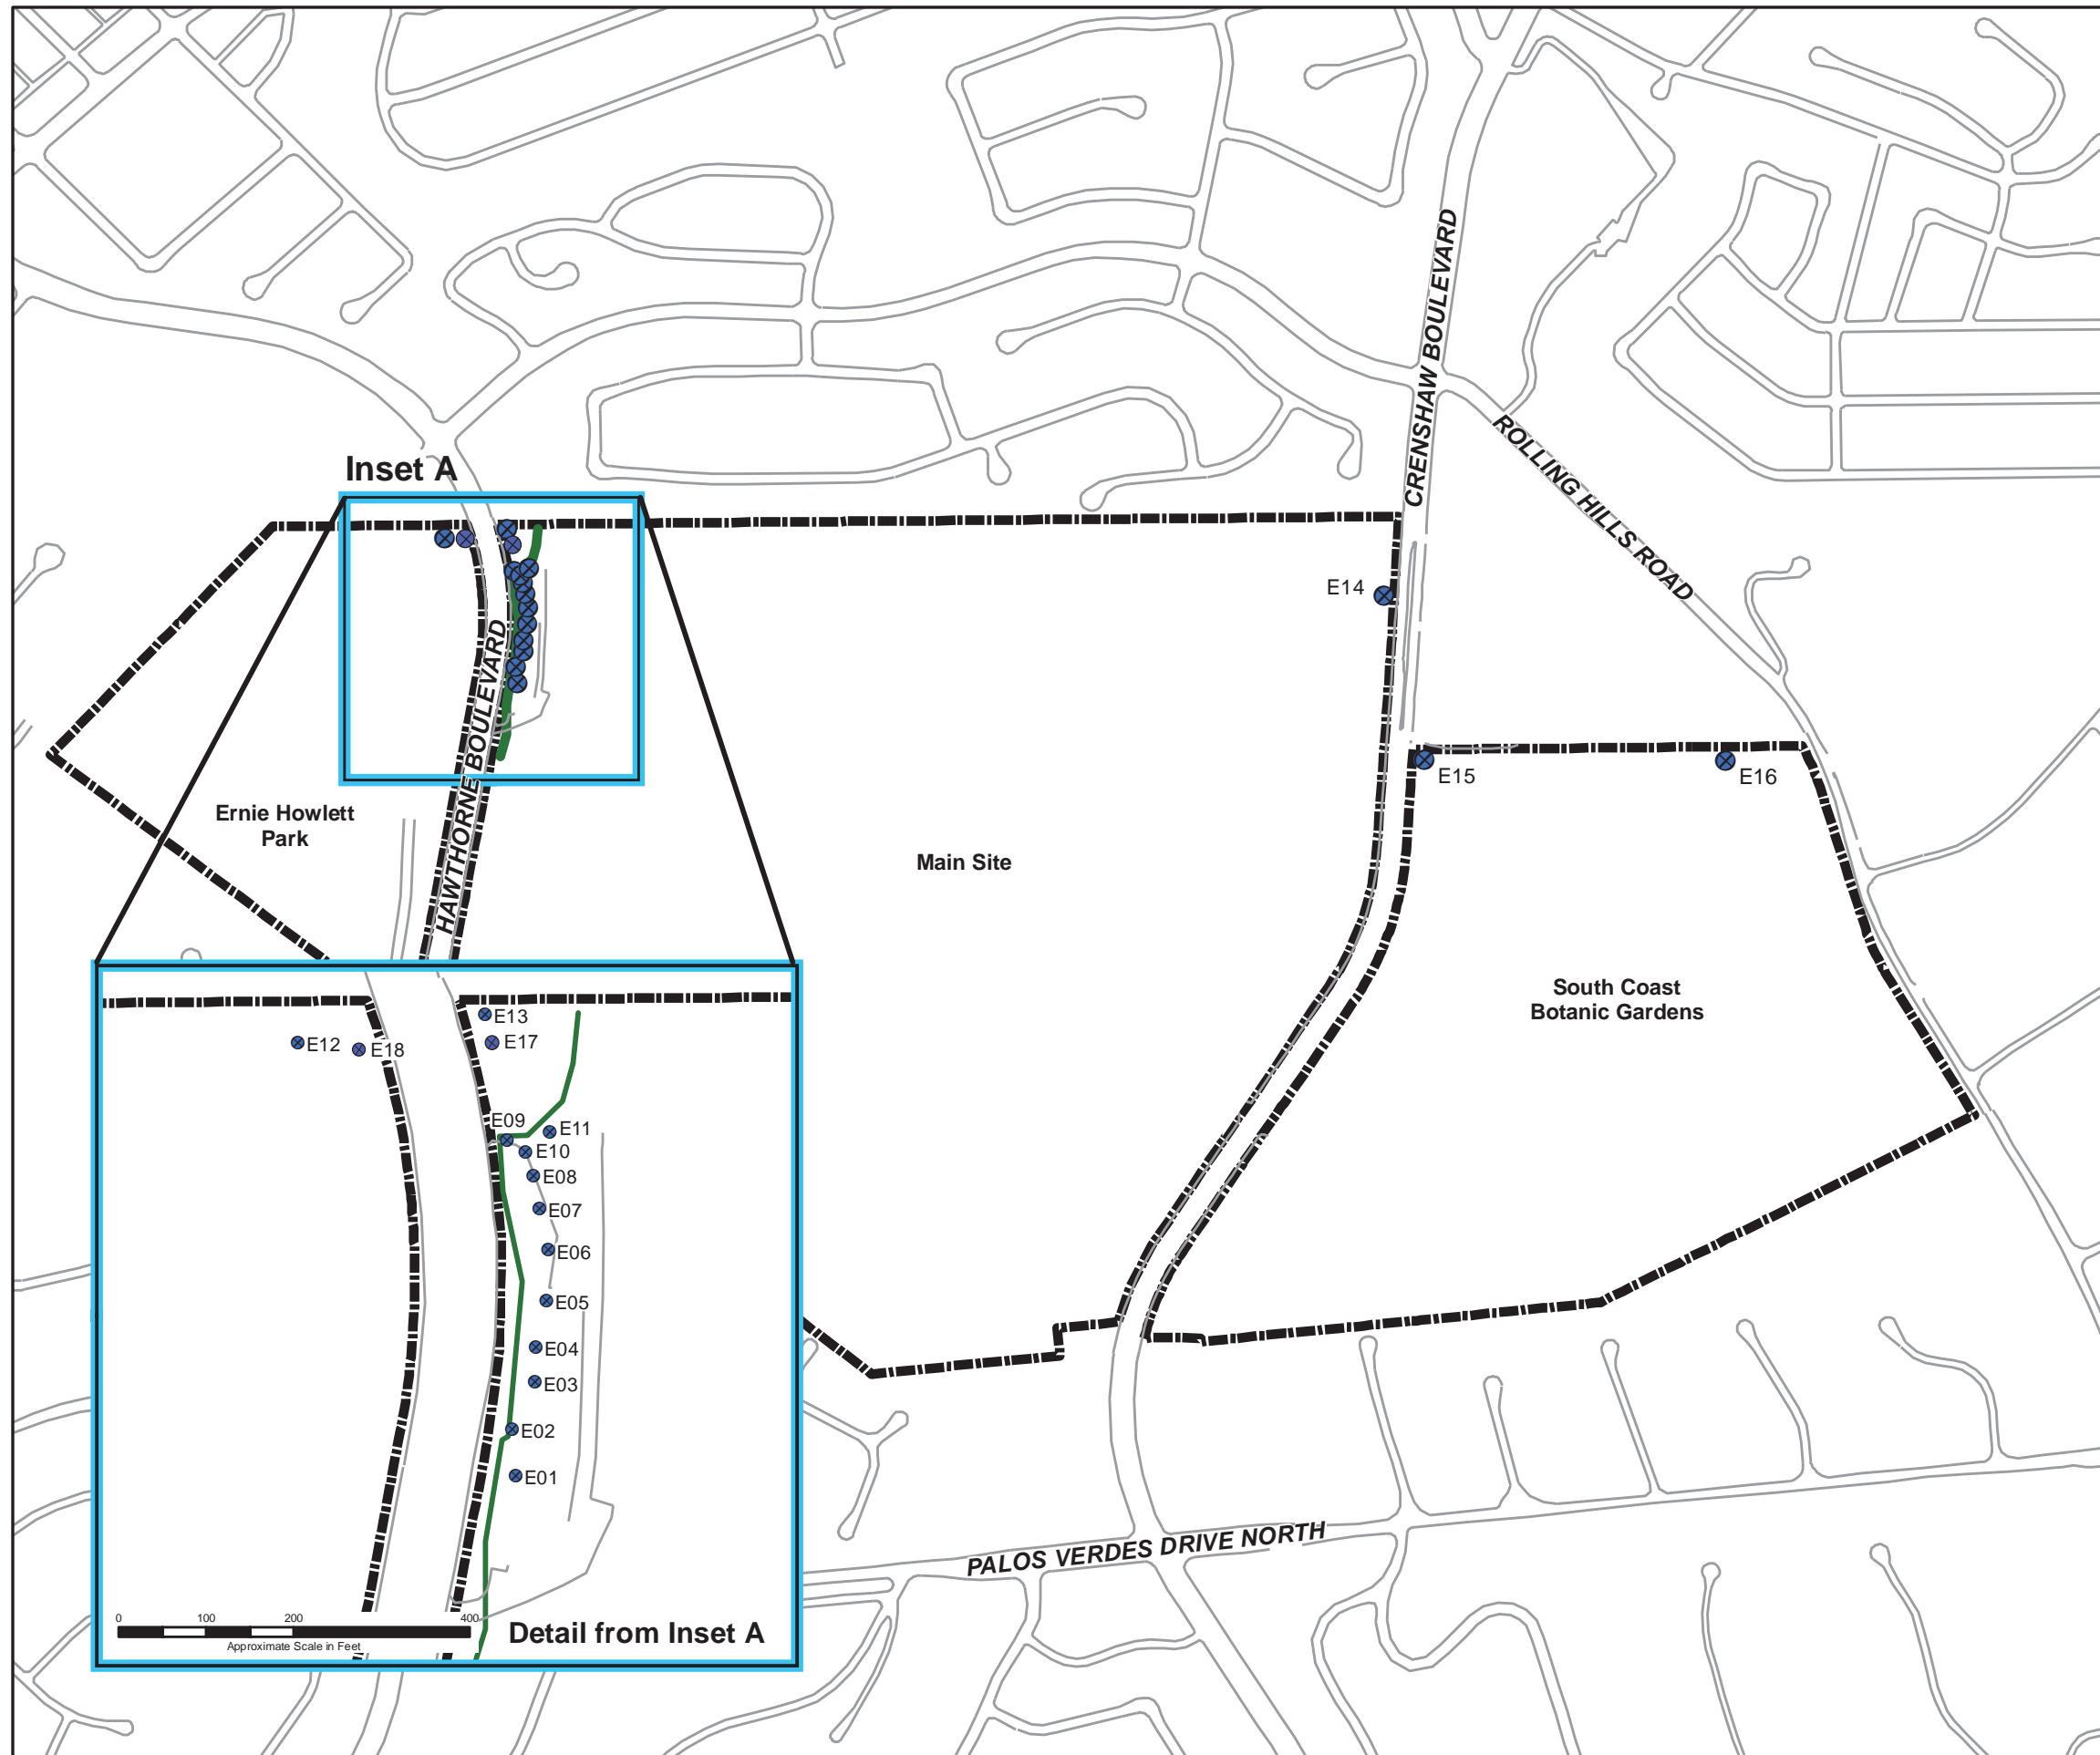 CRENSHAW BOULEVARD
ROLLING HILLS ROAD
Inset A
E14
HAWTHORNE BOULEVARD
E15
E16
Ernie Howlett
Park
Main Site
South Coast
Botanic Gardens
E13
E12
E18
E17
E09
E11
E10
E08
E07
E06
E05
E04
E03
E02
E01
PALOS VERDES DRIVE NORTH
0 100 200 400
Approximate Scale in Feet
Detail from Inset A